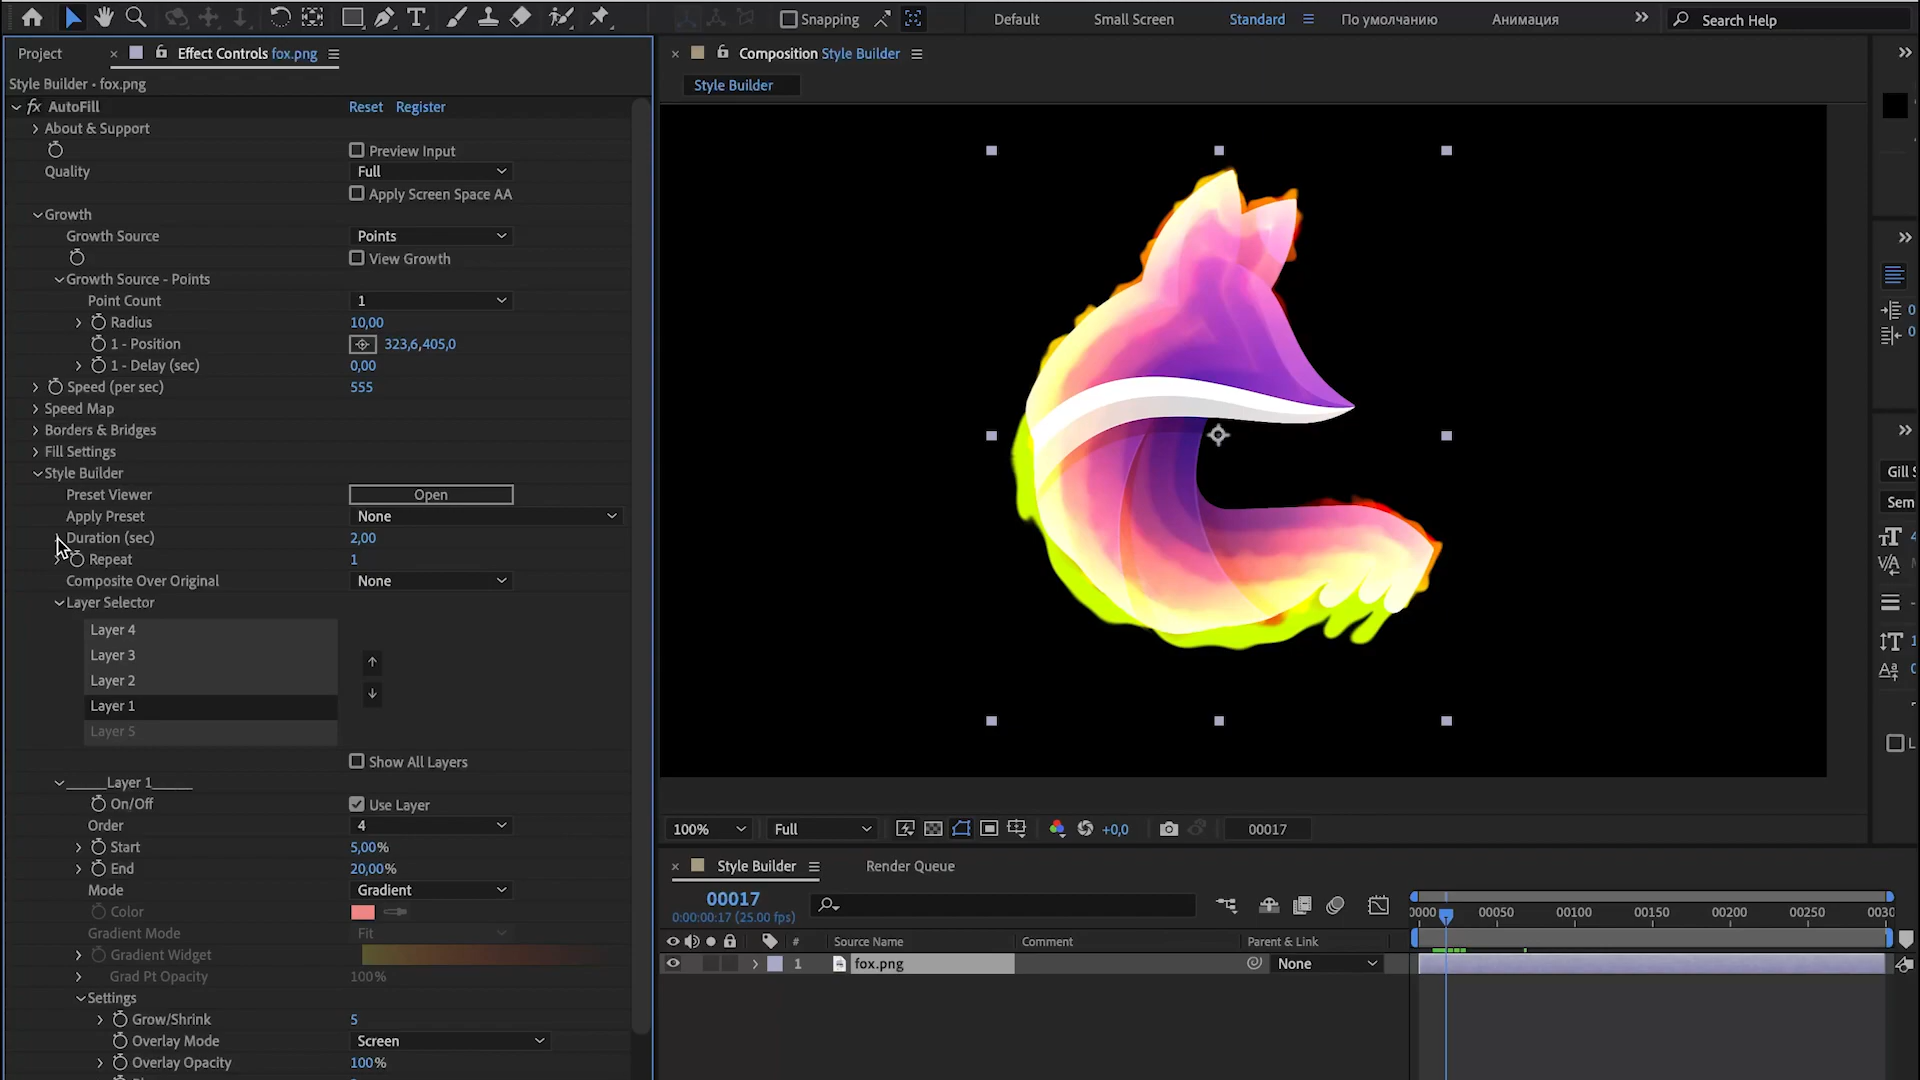 Snapping
Default
Small Screen
Standard
По умолчанию
Анимация
Search Help
Project
Effect Controls fox.png
Composition Style Builder
Style Builder • fox.png
Style Builder
AutoFill
Reset
Register
About & Support
Preview Input
Quality
Full
Apply Screen Space AA
Growth
Growth Source
Points
View Growth
Growth Source - Points
Point Count
1
Radius
10,00
1 - Position
323,6,405,0
1 - Delay (sec)
0,00
Speed (per sec)
555
Speed Map
Borders & Bridges
Fill Settings
Style Builder
Preset Viewer
Open
Apply Preset
None
Duration (sec)
2,00
Repeat
1
Composite Over Original
None
Layer Selector
Layer 4
Layer 3
Layer 2
Layer 1
Layer 5
Show All Layers
_____Layer 1_____
On/Off
Use Layer
Order
4
Start
5,00%
End
20,00%
Mode
Gradient
Color
Gradient Mode
Fit
Gradient Widget
Grad Pt Opacity
100%
Settings
Grow/Shrink
5
Overlay Mode
Screen
Overlay Opacity
100%
100%
Full
+0,0
00017
Style Builder
Render Queue
00017
0:00:00:17 (25.00 fps)
0000
00050
00100
00150
00200
00250
0030
#
Source Name
Comment
Parent & Link
1
fox.png
None
Gill S
Sem